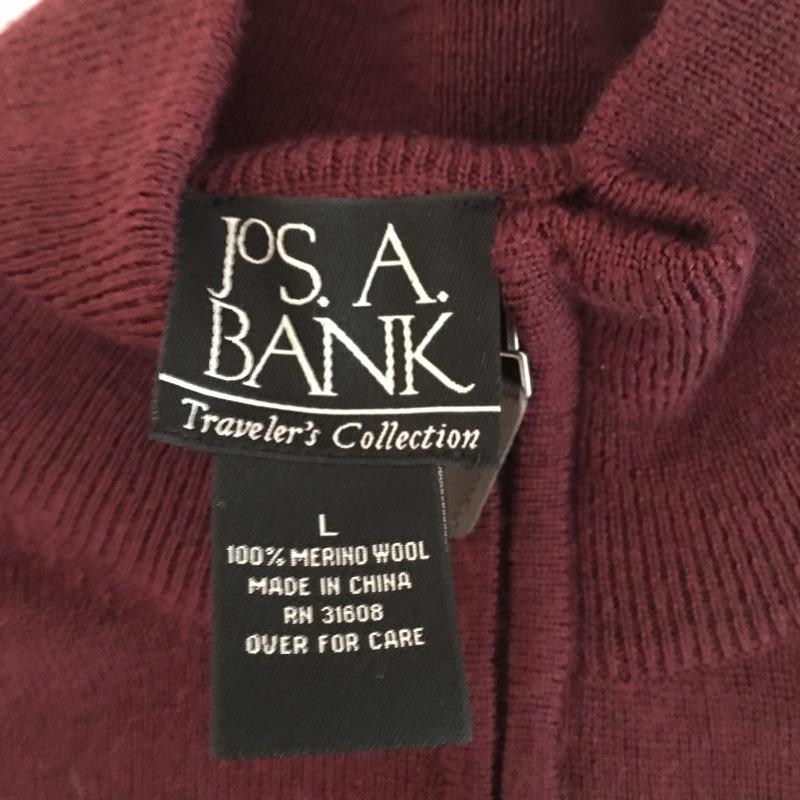 JOS. A.
BANK
Traveler's Collection
L
100% MERINO WOOL
MADE IN CHINA
RN 31608
OVER FOR CARE